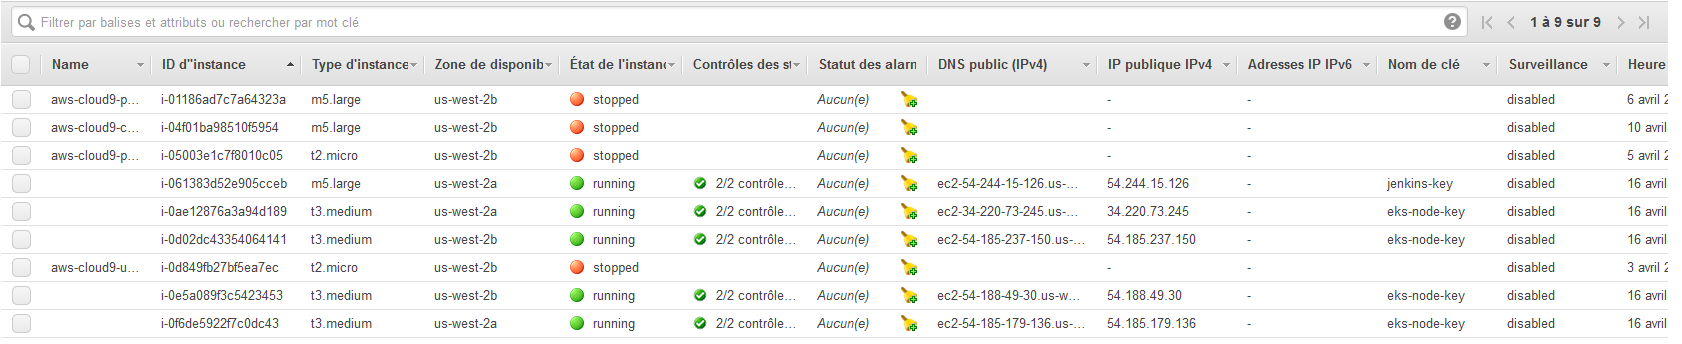 Filtrer par balises et attributs ou rechercher par mot clé ? 1 à 9 sur 9
Name ID d"instance Type d'instance Zone de disponib État de l'instanc Contrôles des st Statut des alarn DNS public (IPv4) IP publique IPv4 Adresses IP IPv6 Nom de clé Surveillance Heure
aws-cloud9-p... i-01186ad7c7a64323a m5.large us-west-2b stopped Aucun(e) - - disabled 6 avril 2
aws-cloud9-c... i-04f01ba98510f5954 m5.large us-west-2b stopped Aucun(e) - - disabled 10 avril
aws-cloud9-p... i-05003e1c7f8010c05 t2.micro us-west-2b stopped Aucun(e) - - disabled 5 avril 2
i-061383d52e905cceb m5.large us-west-2a running 2/2 contrôle... Aucun(e) ec2-54-244-15-126.us-... 54.244.15.126 - jenkins-key disabled 16 avril
i-0ae12876a3a94d189 t3.medium us-west-2a running 2/2 contrôle... Aucun(e) ec2-34-220-73-245.us-... 34.220.73.245 - eks-node-key disabled 16 avril
i-0d02dc43354064141 t3.medium us-west-2b running 2/2 contrôle... Aucun(e) ec2-54-185-237-150.us-... 54.185.237.150 - eks-node-key disabled 16 avril
aws-cloud9-u... i-0d849fb27bf5ea7ec t2.micro us-west-2b stopped Aucun(e) - - disabled 3 avril 2
i-0e5a089f3c5423453 t3.medium us-west-2b running 2/2 contrôle... Aucun(e) ec2-54-188-49-30.us-w... 54.188.49.30 - eks-node-key disabled 16 avril
i-0f6de5922f7c0dc43 t3.medium us-west-2a running 2/2 contrôle... Aucun(e) ec2-54-185-179-136.us-... 54.185.179.136 - eks-node-key disabled 16 avril